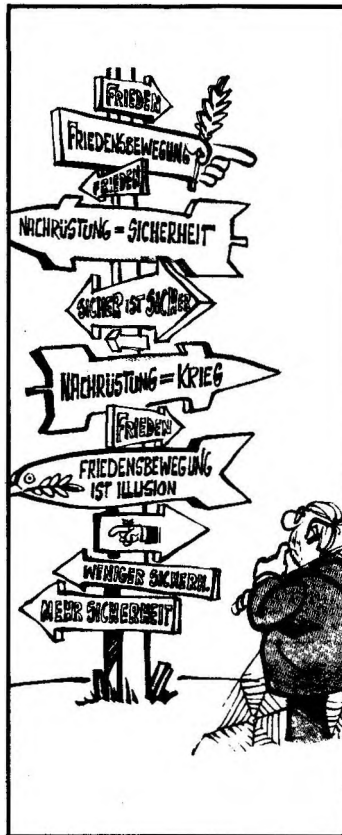 FRIEDEN
FRIEDENSBEWEGUNG
FRIEDEN
NACHRÜSTUNG = SICHERHEIT
SICHER IST SICHER
NACHRÜSTUNG = KRIEG
FRIEDEN
FRIEDENSBEWEGUNG
IST ILLUSION
WENIGER SICHERH.
MEHR SICHERHEIT